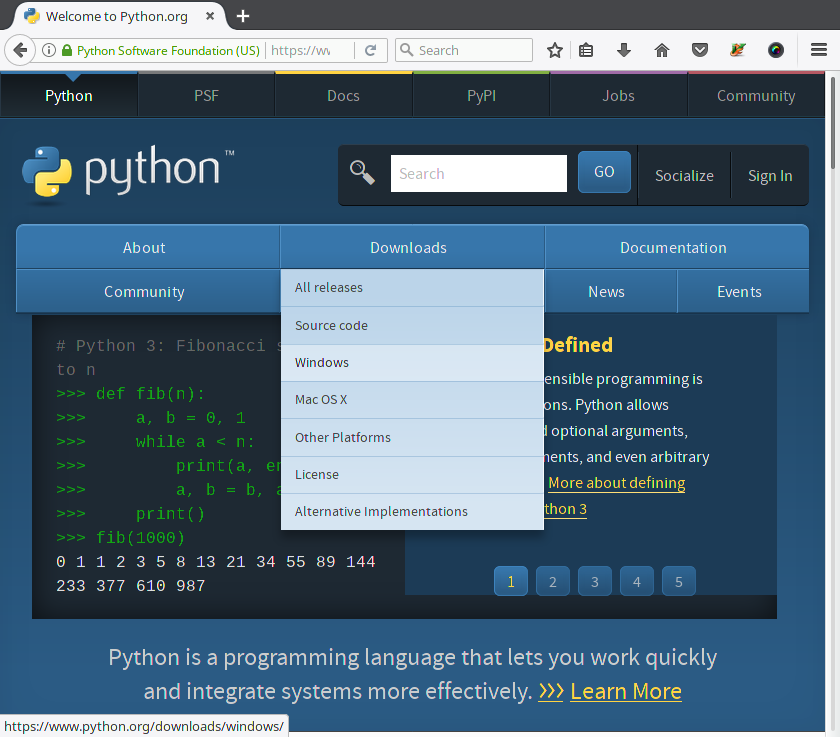 Welcome to Python.org
Python Software Foundation (US) https://ww Search
Python PSF Docs PyPI Jobs Community
python™
Search GO Socialize Sign In
About Downloads Documentation
Community News Events
All releases
Source code
Windows
Mac OS X
Other Platforms
License
Alternative Implementations
# Python 3: Fibonacci s
to n
>>> def fib(n):
>>> a, b = 0, 1
>>> while a < n:
>>> print(a, en
>>> a, b = b, a
>>> print()
>>> fib(1000)
0 1 1 2 3 5 8 13 21 34 55 89 144
233 377 610 987
Defined
ensible programming is
ons. Python allows
d optional arguments,
ments, and even arbitrary
More about defining
thon 3
1 2 3 4 5
Python is a programming language that lets you work quickly
and integrate systems more effectively. >>> Learn More
https://www.python.org/downloads/windows/